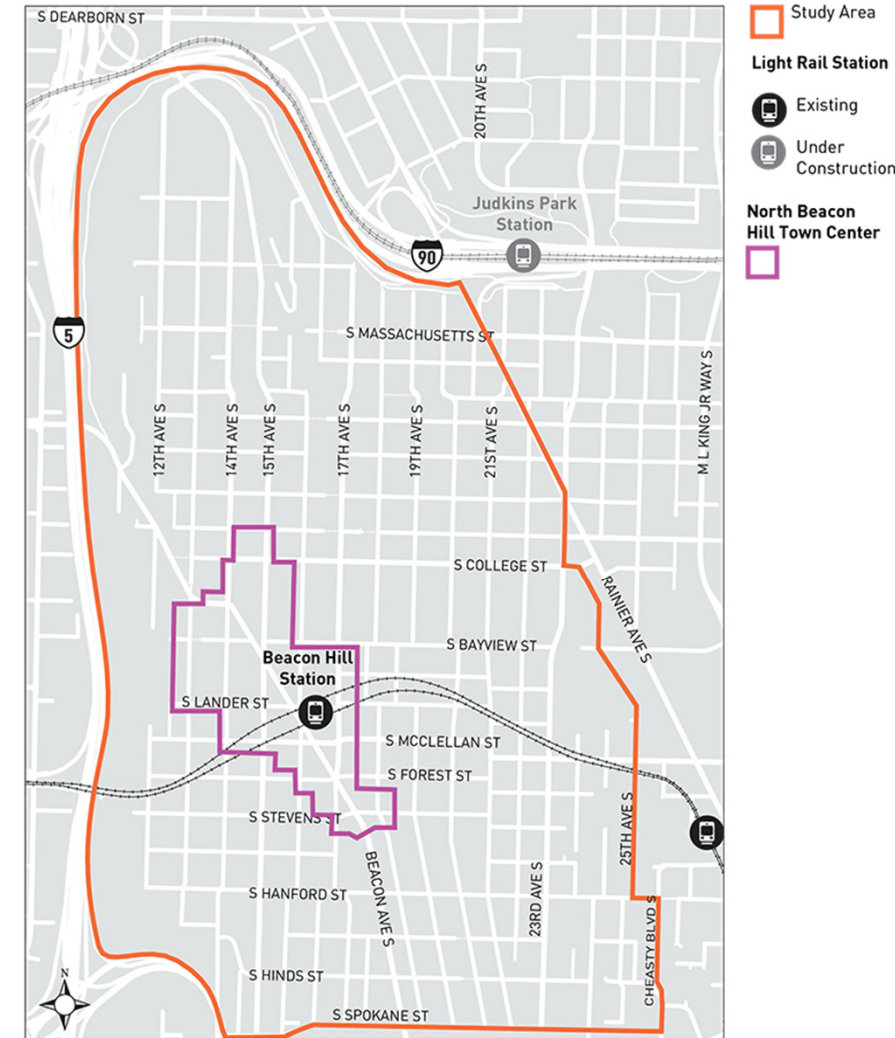 S DEARBORN ST
Study Area
Light Rail Station
Existing
Under
Construction
North Beacon
Hill Town Center
20TH AVE S
Judkins Park
Station
90
5
S MASSACHUSETTS ST
M L KING JR WAY S
12TH AVE S
14TH AVE S
15TH AVE S
17TH AVE S
19TH AVE S
21ST AVE S
S COLLEGE ST
RAINIER AVE S
S BAYVIEW ST
Beacon Hill
Station
S LANDER ST
S MCCLELLAN ST
S FOREST ST
S STEVENS ST
25TH AVE S
BEACON AVE S
23RD AVE S
S HANFORD ST
CHEASTY BLVD S
S HINDS ST
N
S SPOKANE ST